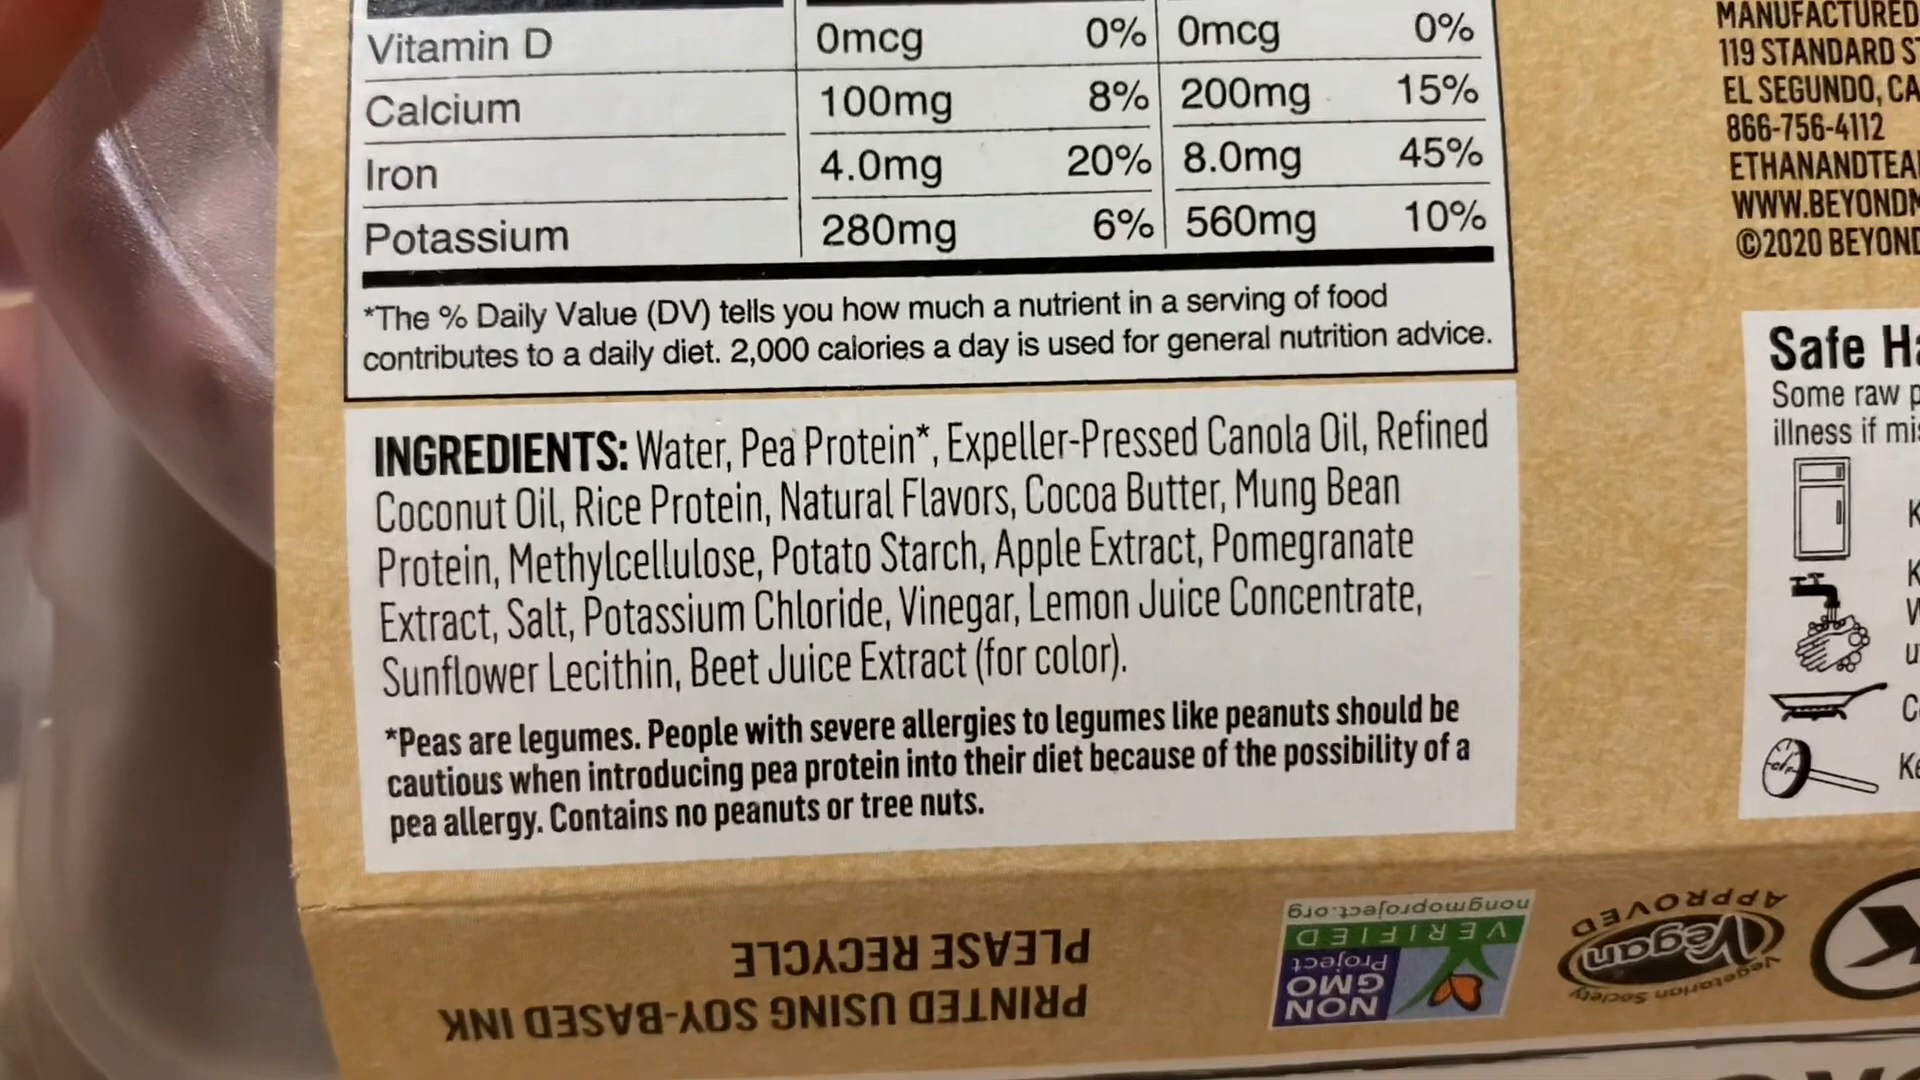 Vitamin D 0mcg 0% 0mcg 0%
Calcium 100mg 8% 200mg 15%
Iron 4.0mg 20% 8.0mg 45%
Potassium 280mg 6% 560mg 10%
*The % Daily Value (DV) tells you how much a nutrient in a serving of food
contributes to a daily diet. 2,000 calories a day is used for general nutrition advice.
INGREDIENTS: Water, Pea Protein*, Expeller-Pressed Canola Oil, Refined
Coconut Oil, Rice Protein, Natural Flavors, Cocoa Butter, Mung Bean
Protein, Methylcellulose, Potato Starch, Apple Extract, Pomegranate
Extract, Salt, Potassium Chloride, Vinegar, Lemon Juice Concentrate,
Sunflower Lecithin, Beet Juice Extract (for color).
*Peas are legumes. People with severe allergies to legumes like peanuts should be
cautious when introducing pea protein into their diet because of the possibility of a
pea allergy. Contains no peanuts or tree nuts.
MANUFACTURED
119 STANDARD
EL SEGUNDO, CA
866-756-4112
©2020 BEYOND
Safe
Some raw
illness if
PRINTED USING SOY-BASED INK
PLEASE RECYCLE
NON
GMO
Project
VERIFIED
nongmoproject.org
Vegetarian Society
Vegan
APPROVED
K